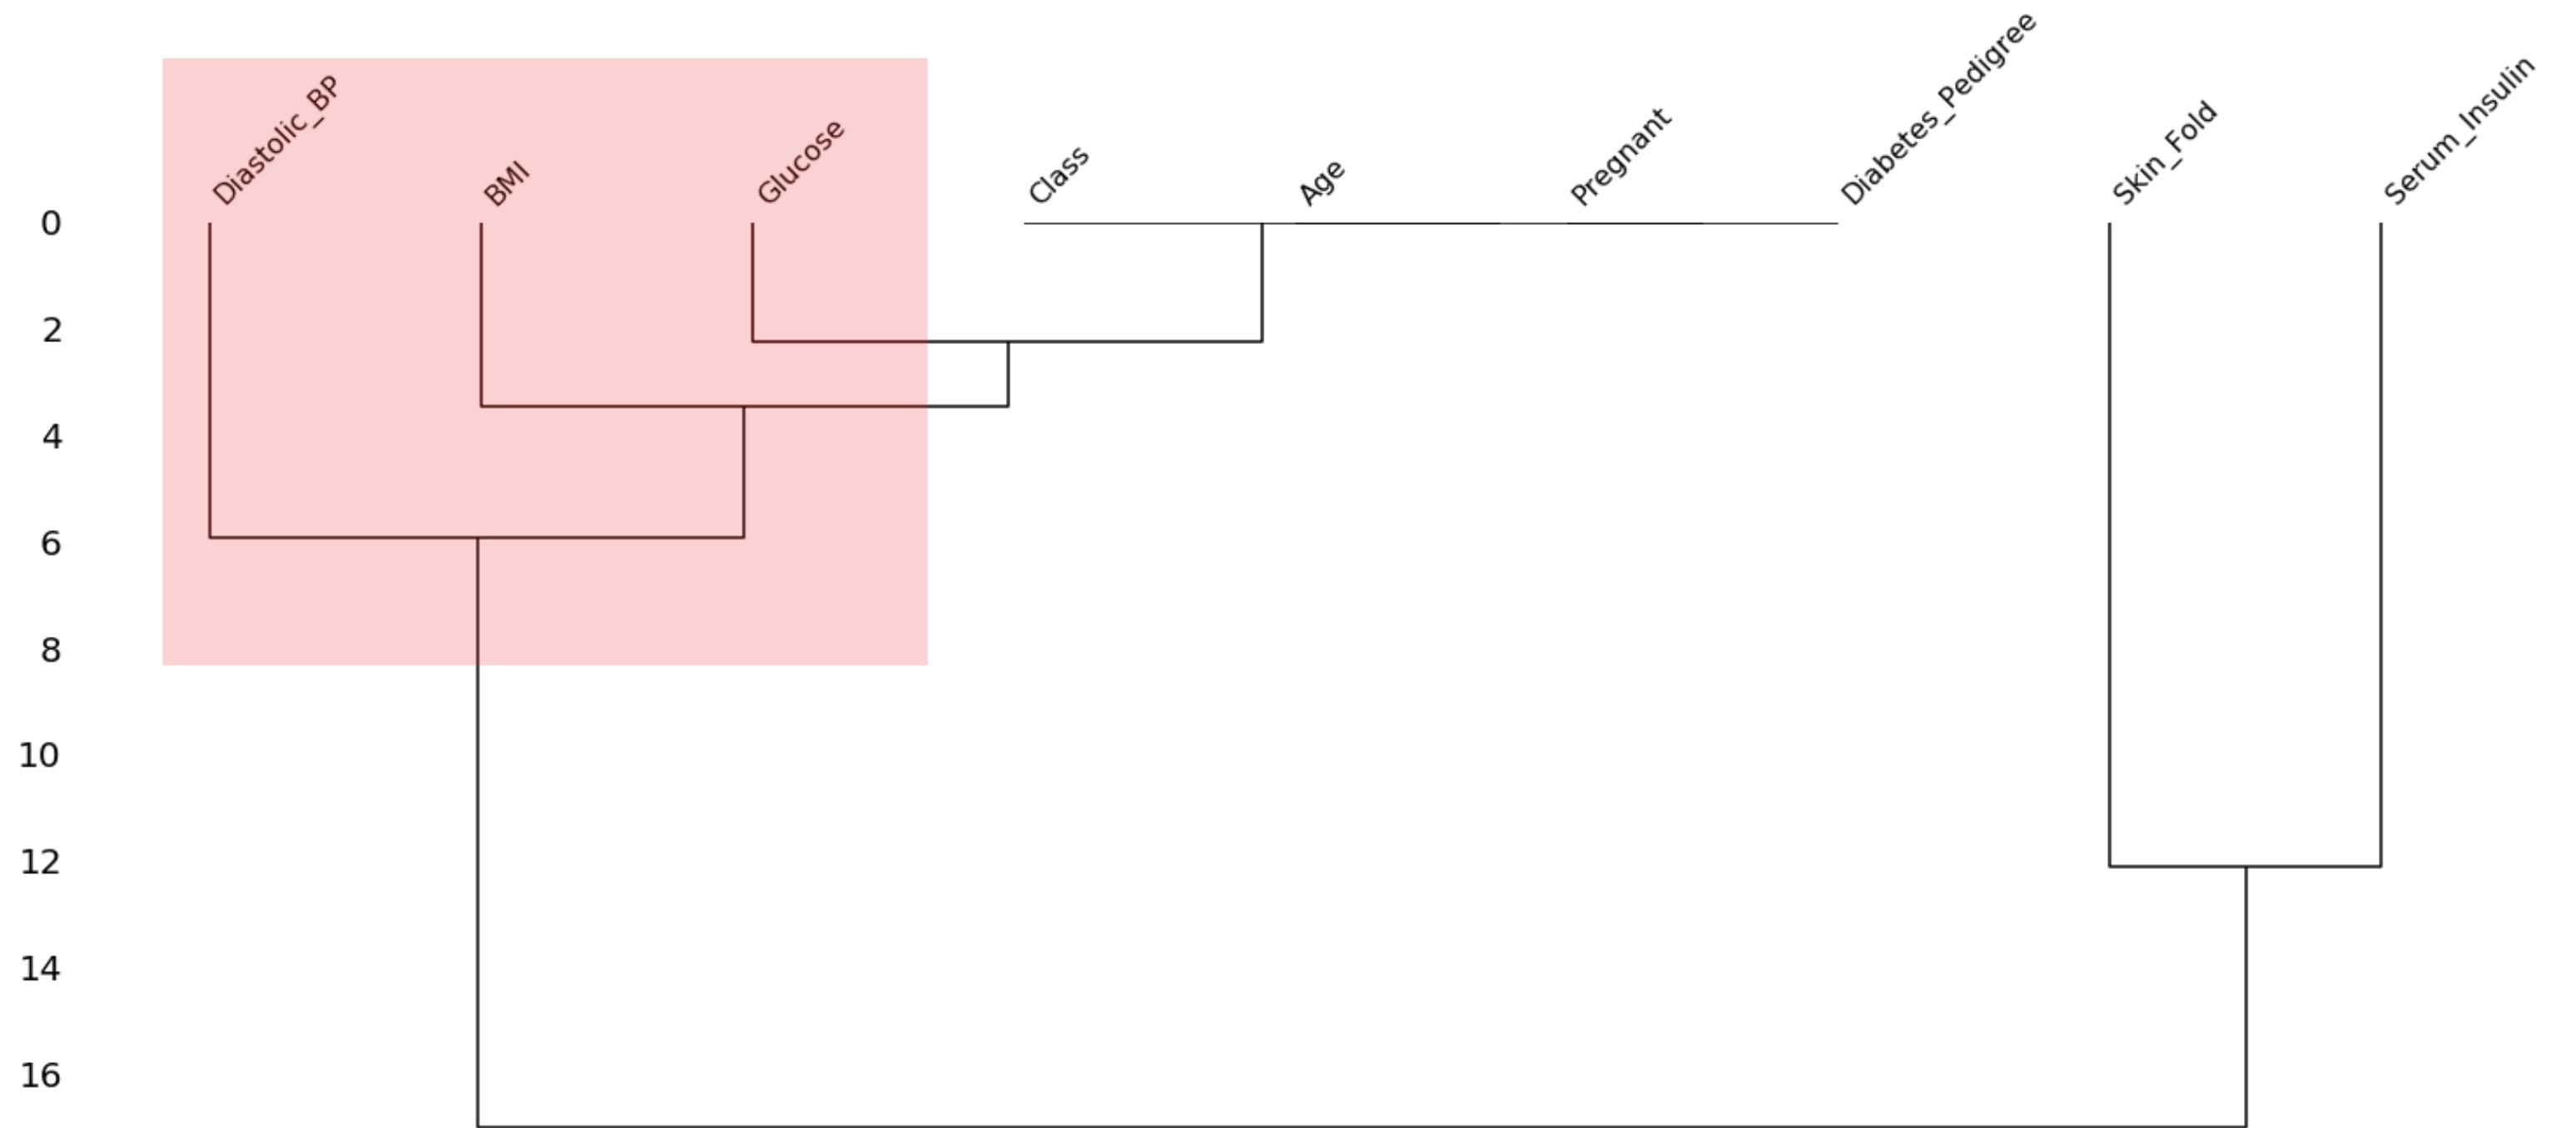 Diastolic_BP
BMI
Glucose
Class
Age
Pregnant
Diabetes_Pedigree
Skin_Fold
Serum_Insulin
0
2
4
6
8
10
12
14
16